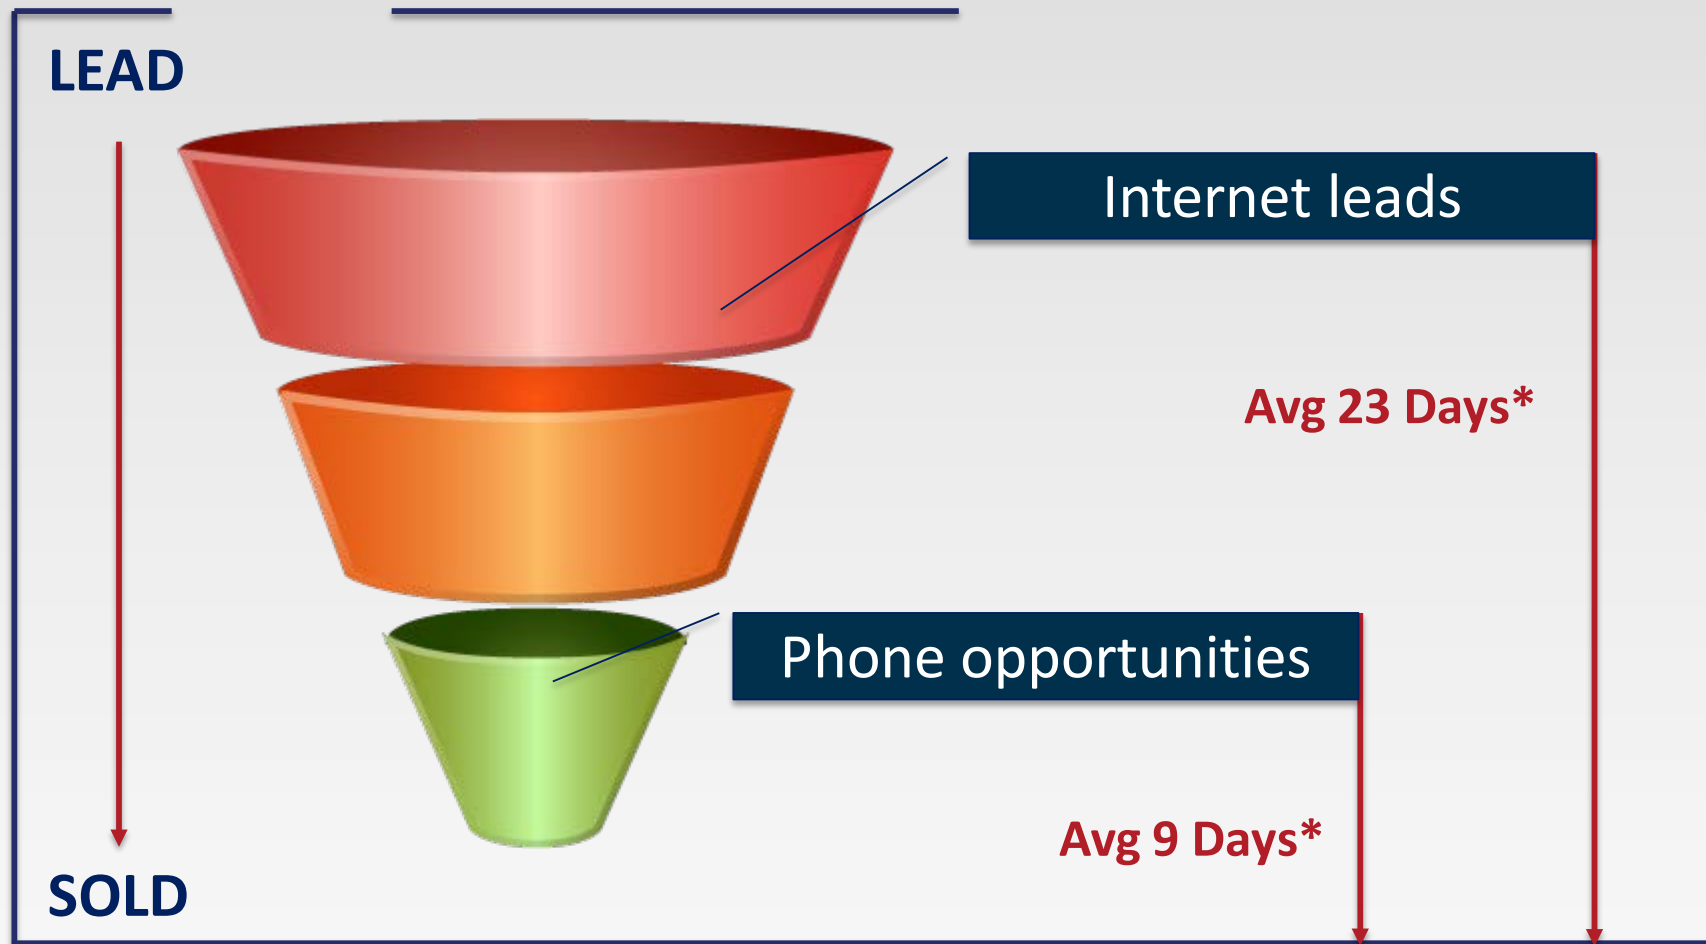 LEAD
Internet leads
Avg 23 Days*
Phone opportunities
Avg 9 Days*
SOLD